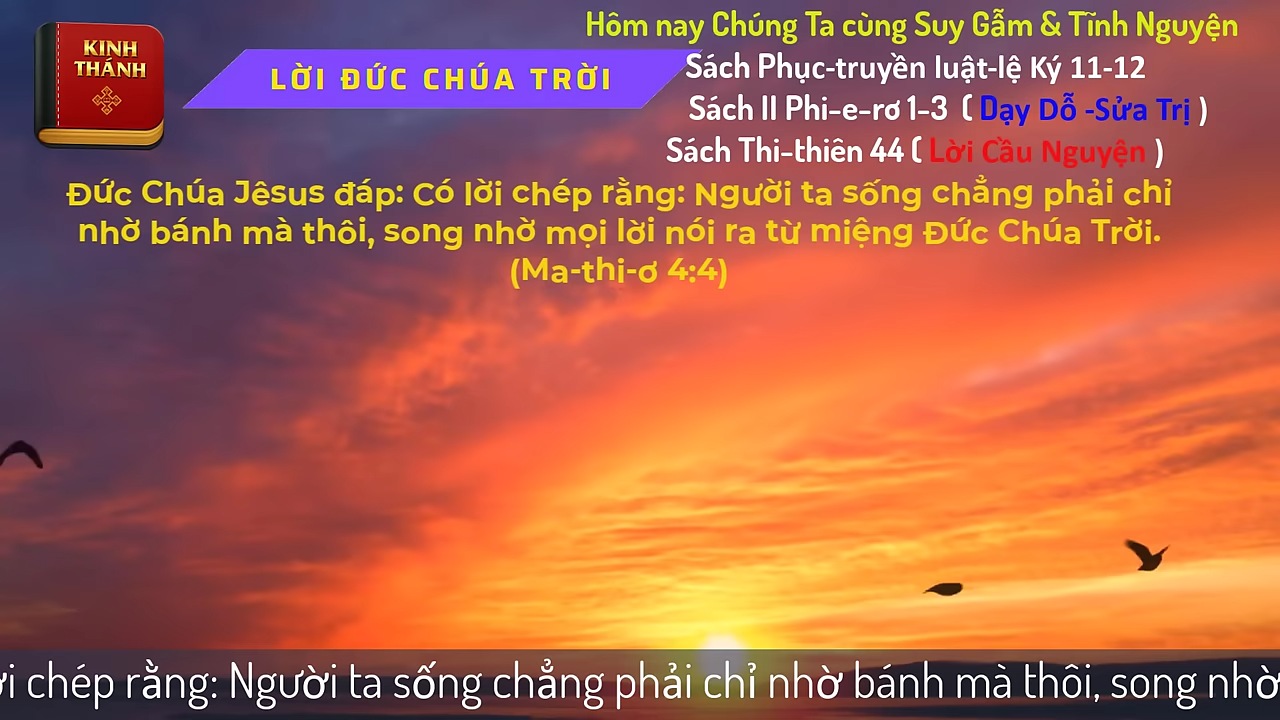 KINH
THÁNH
LỜI ĐỨC CHÚA TRỜI
Hôm nay Chúng Ta cùng Suy Gẫm & Tĩnh Nguyện
Sách Phục-truyền luật-lệ Ký 11-12
Sách II Phi-e-rơ 1-3 ( Dạy Dỗ -Sửa Trị )
Sách Thi-thiên 44 ( Lời Cầu Nguyện )
Đức Chúa Jêsus đáp: Có lời chép rằng: Người ta sống chẳng phải chỉ
nhờ bánh mà thôi, song nhờ mọi lời nói ra từ miệng Đức Chúa Trời.
(Ma-thi-ơ 4:4)
chép rằng: Người ta sống chẳng phải chỉ nhờ bánh mà thôi, song nhờ